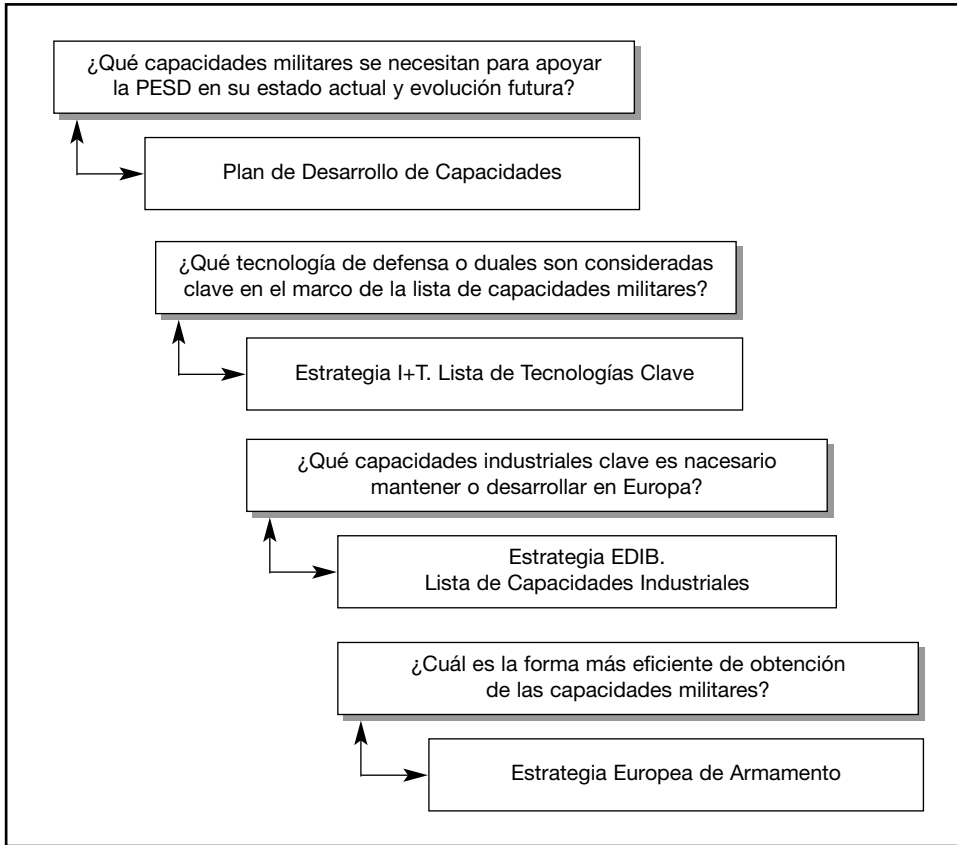 ¿Qué capacidades militares se necesitan para apoyar
la PESD en su estado actual y evolución futura?
Plan de Desarrollo de Capacidades
¿Qué tecnología de defensa o duales son consideradas
clave en el marco de la lista de capacidades militares?
Estrategia I+T. Lista de Tecnologías Clave
¿Qué capacidades industriales clave es nacesario
mantener o desarrollar en Europa?
Estrategia EDIB.
Lista de Capacidades Industriales
¿Cuál es la forma más eficiente de obtención
de las capacidades militares?
Estrategia Europea de Armamento